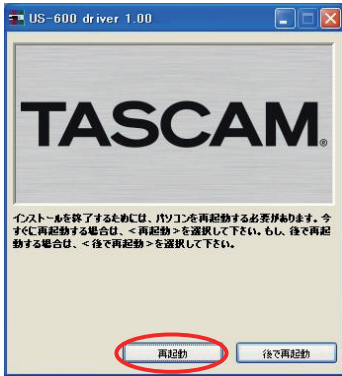 US-600 driver 1.00
TASCAM®
インストールを終了するためには、パソコンを再起動する必要があります。今
すぐに再起動する場合は、＜再起動＞を選択して下さい。もし、後で再起
動する場合は、＜後で再起動＞を選択して下さい。
再起動
後で再起動